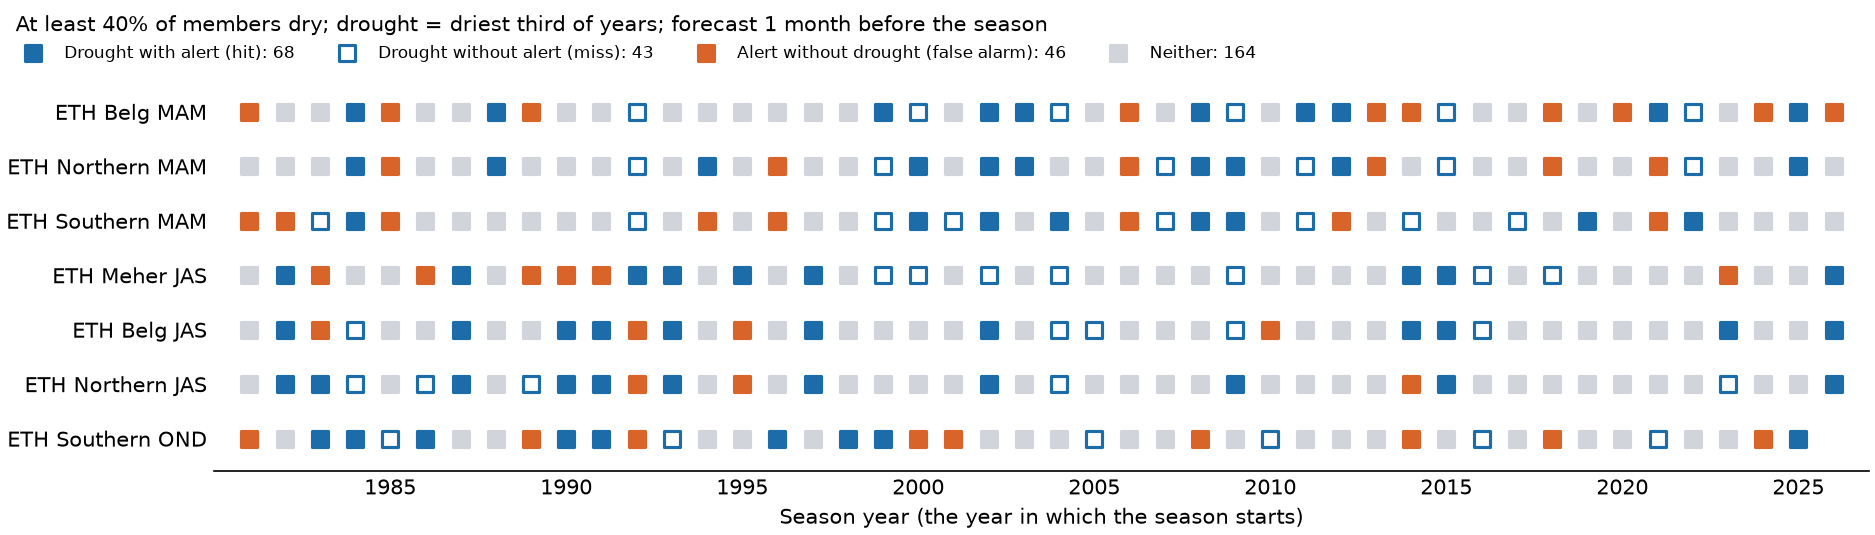 At least 40% of members dry; drought = driest third of years; forecast 1 month before the season
Drought with alert (hit): 68
Drought without alert (miss): 43
Alert without drought (false alarm): 46
Neither: 164
ETH Belg MAM
ETH Northern MAM
ETH Southern MAM
ETH Meher JAS
ETH Belg JAS
ETH Northern JAS
ETH Southern OND
1985
1990
1995
2000
2005
2010
2015
2020
2025
Season year (the year in which the season starts)